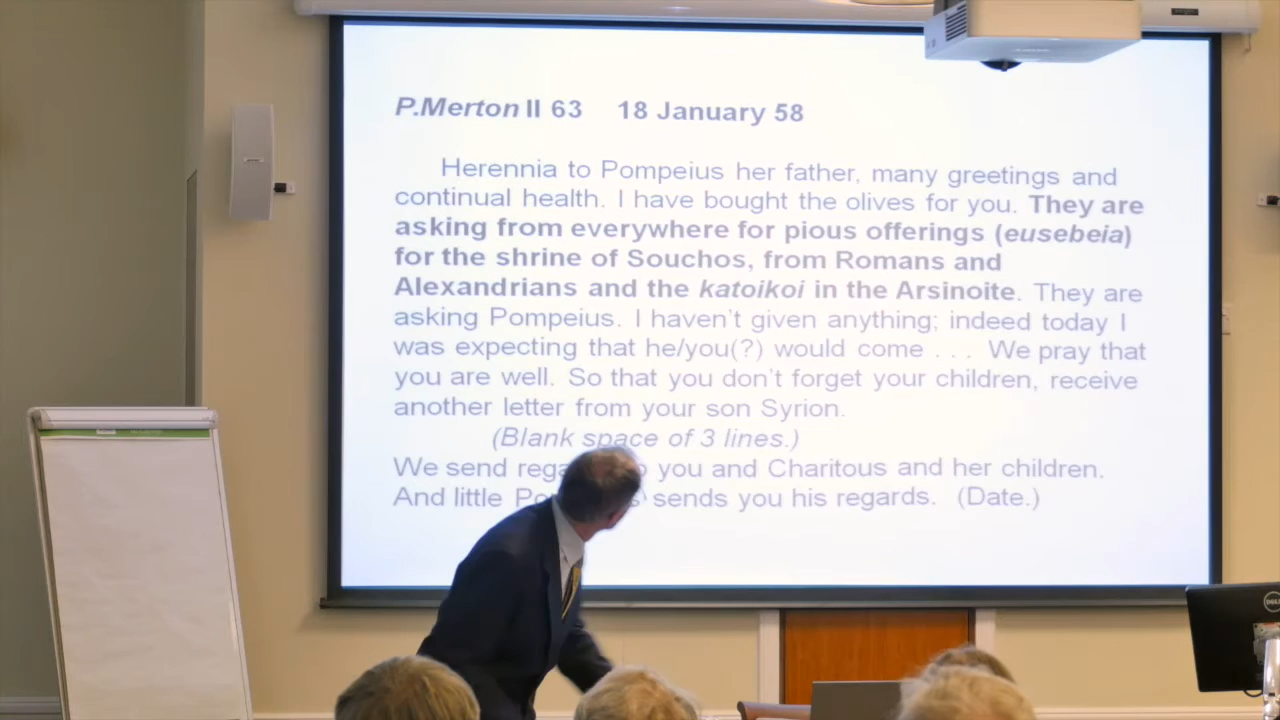 P.Merton II 63 18 January 58
Herennia to Pompeius her father, many greetings and
continual health. I have bought the olives for you. They are
asking from everywhere for pious offerings (eusebeia)
for the shrine of Souchos, from Romans and
Alexandrians and the katoikoi in the Arsinoite. They are
asking Pompeius. I haven't given anything; indeed today I
was expecting that he/you(?) would come . . . We pray that
you are well. So that you don't forget your children, receive
another letter from your son Syrion.
(Blank space of 3 lines.)
We send you and Charitous and her children.
And little sends you his regards. (Date.)
DELL